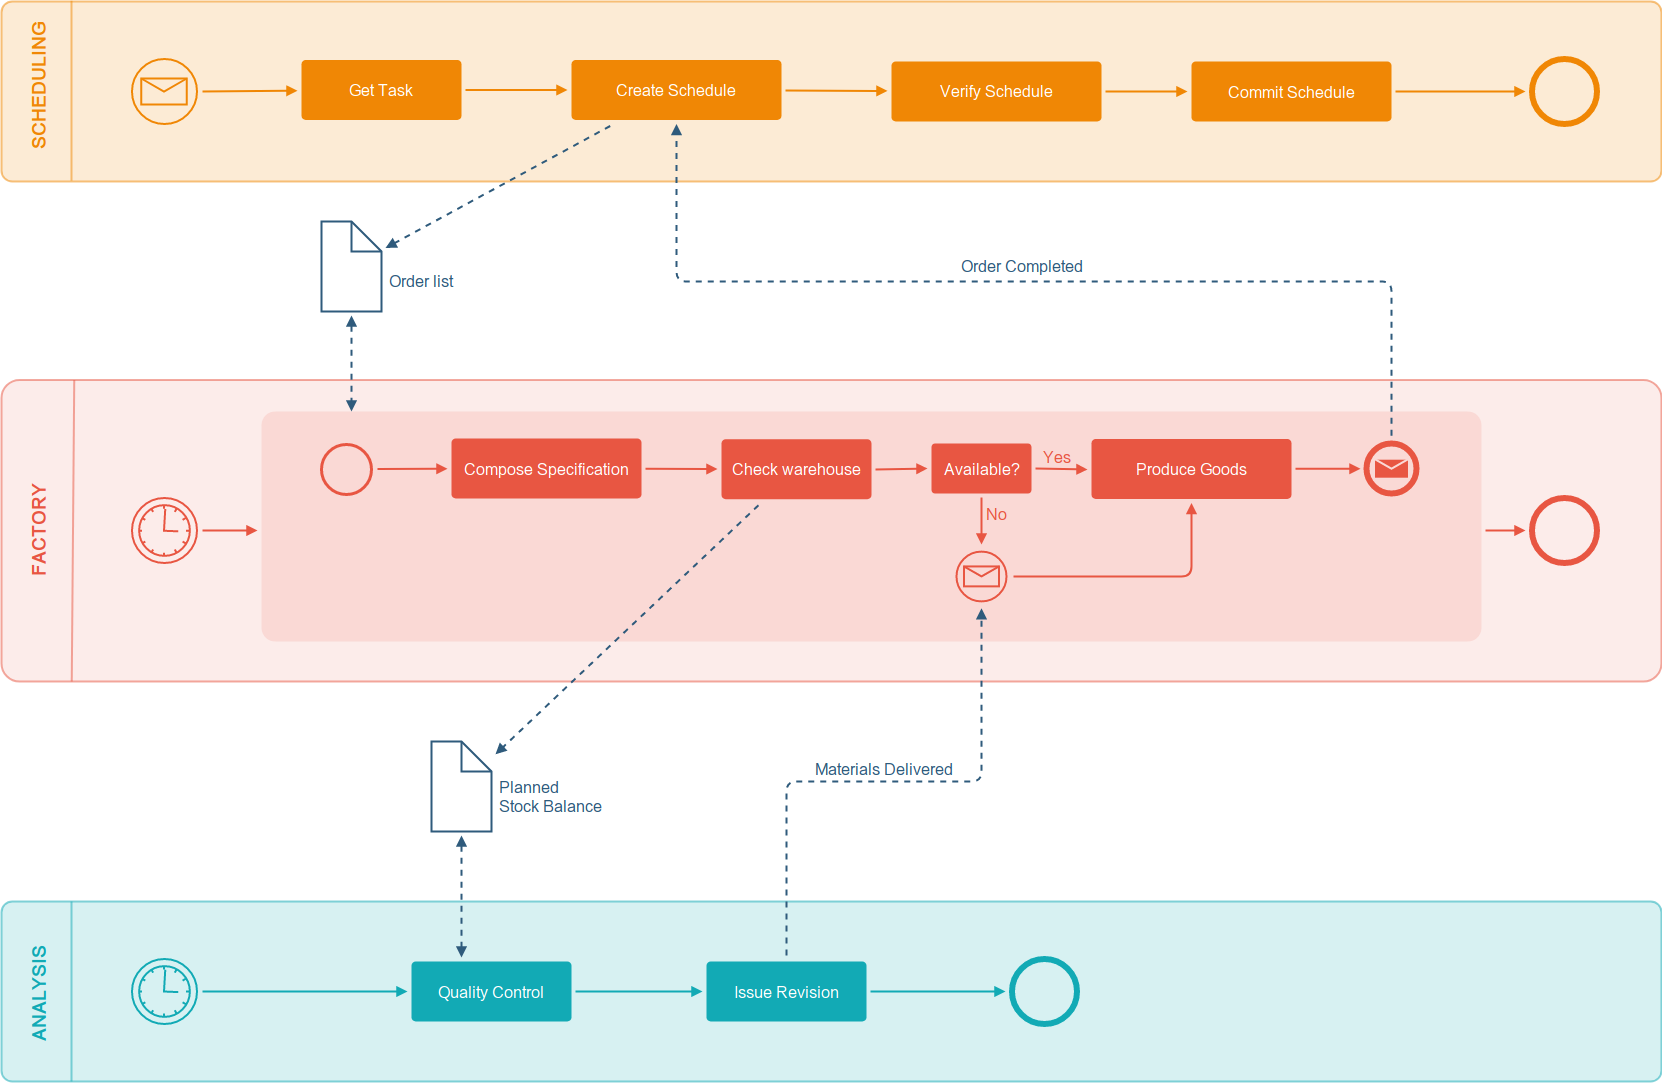 SCHEDULING
Get Task
Create Schedule
Verify Schedule
Commit Schedule
Order list
Order Completed
FACTORY
Compose Specification
Check warehouse
Available?
Yes
Produce Goods
No
Planned
Stock Balance
Materials Delivered
ANALYSIS
Quality Control
Issue Revision